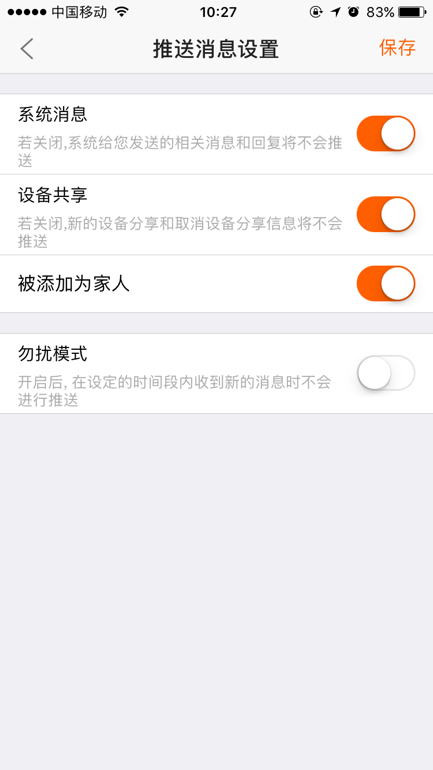 中国移动 10:27 83%
推送消息设置 保存
系统消息
若关闭,系统给您发送的相关消息和回复将不会推
送
设备共享
若关闭,新的设备分享和取消设备分享信息将不会
推送
被添加为家人
勿扰模式
开启后, 在设定的时间段内收到新的消息时不会
进行推送